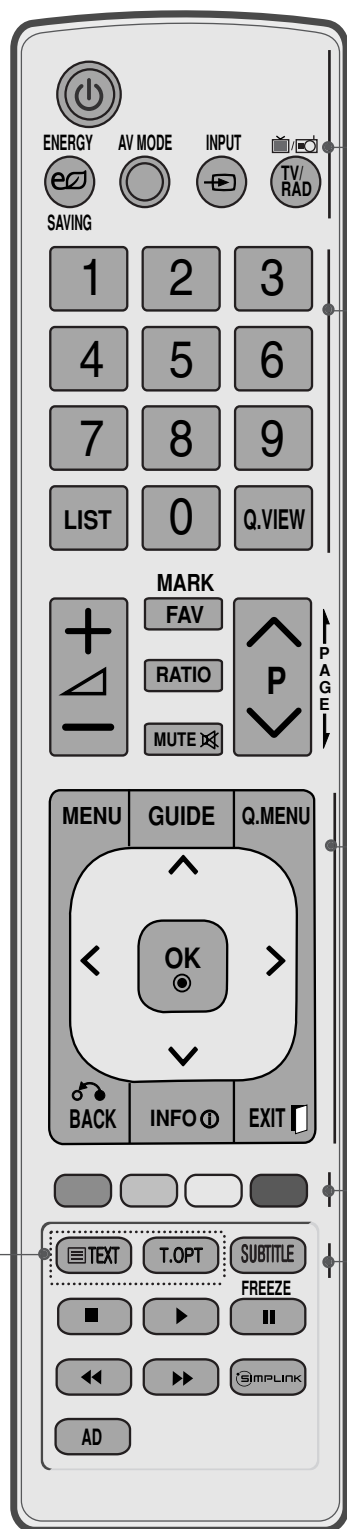 ENERGY AV MODE INPUT
TV/
RAD
SAVING
1 2 3
4 5 6
7 8 9
LIST 0 Q.VIEW
MARK
FAV
RATIO P
MUTE
PAGE
MENU GUIDE Q.MENU
OK
BACK INFO EXIT
TEXT T.OPT SUBTITLE
FREEZE
SIMPLINK
AD